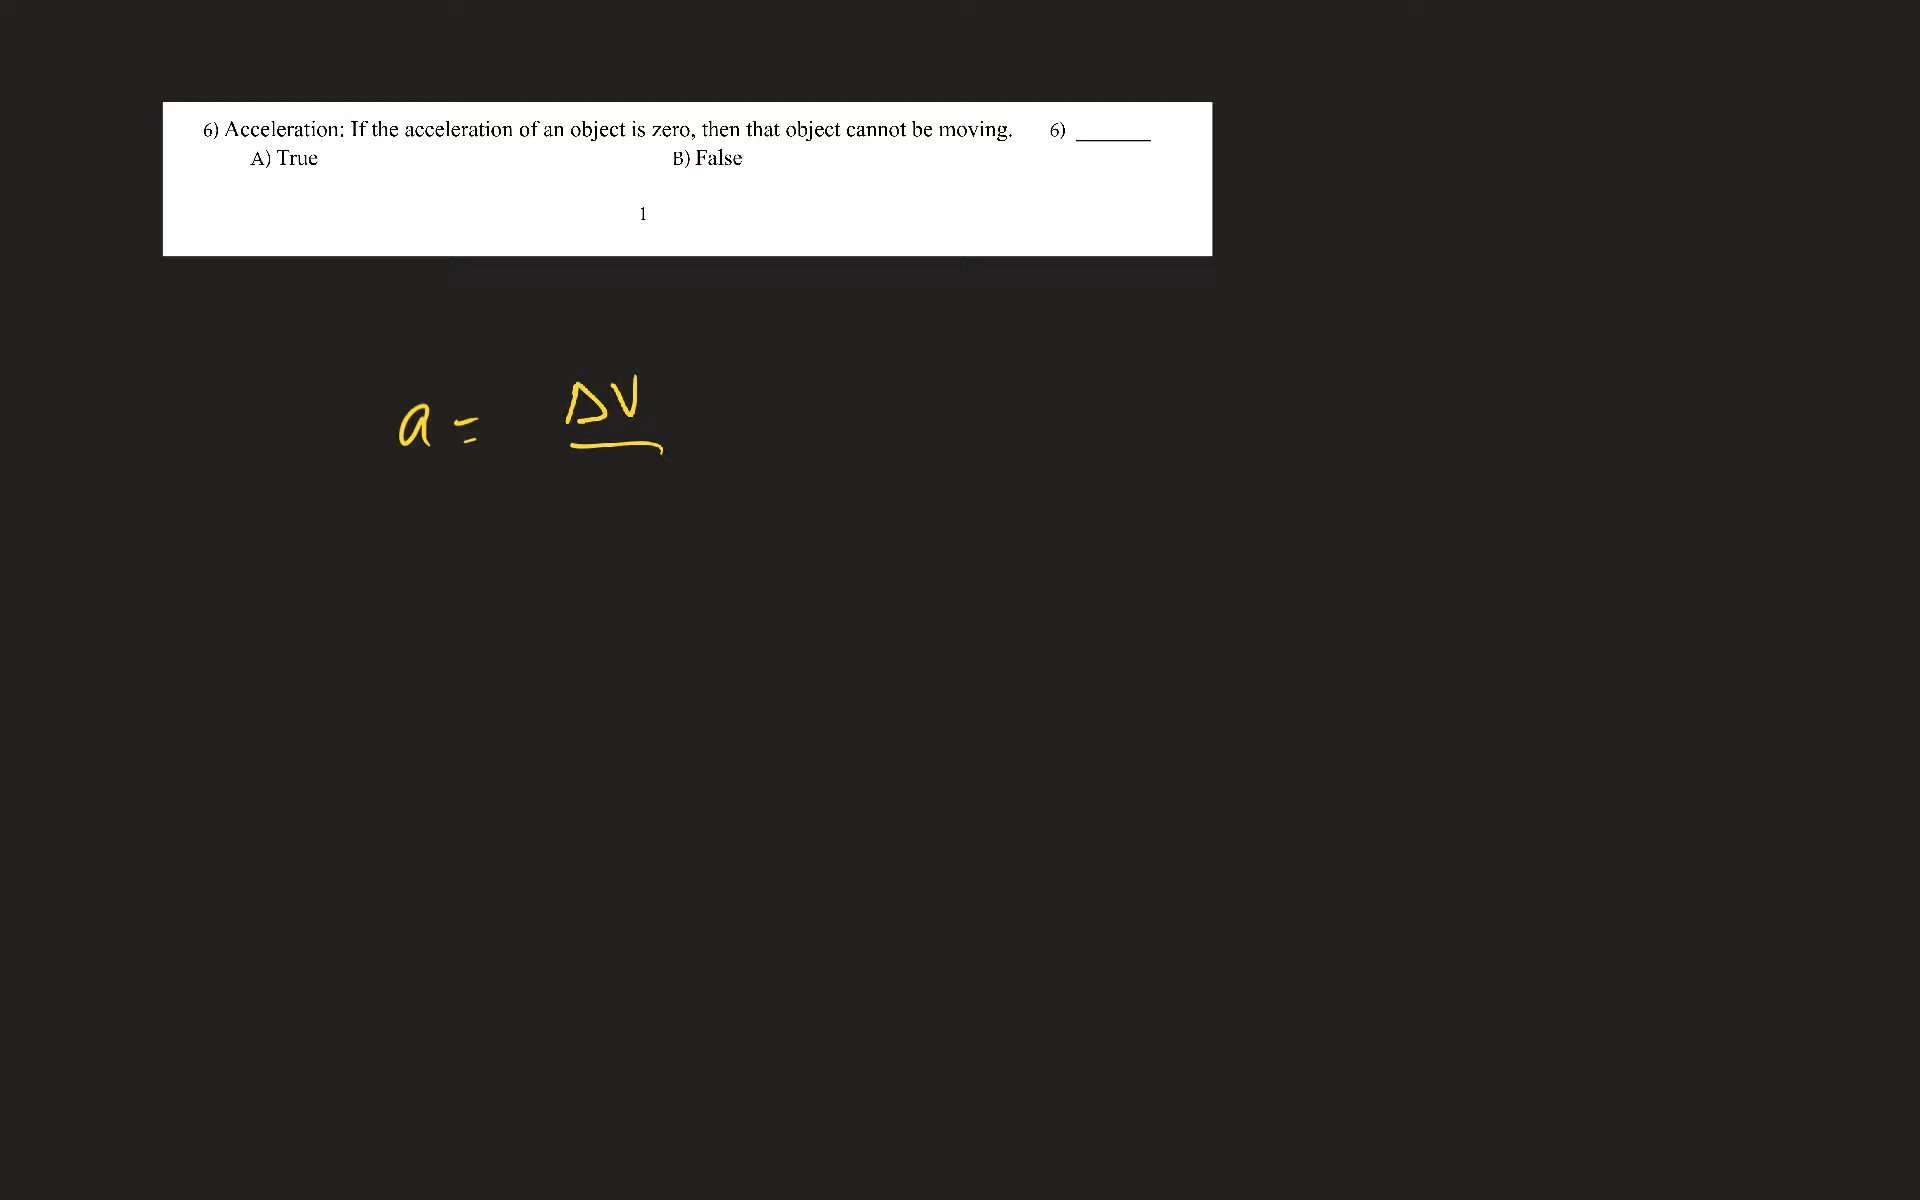 6) Acceleration: If the acceleration of an object is zero, then that object cannot be moving. 6) ______
A) True B) False
1
a = ΔV